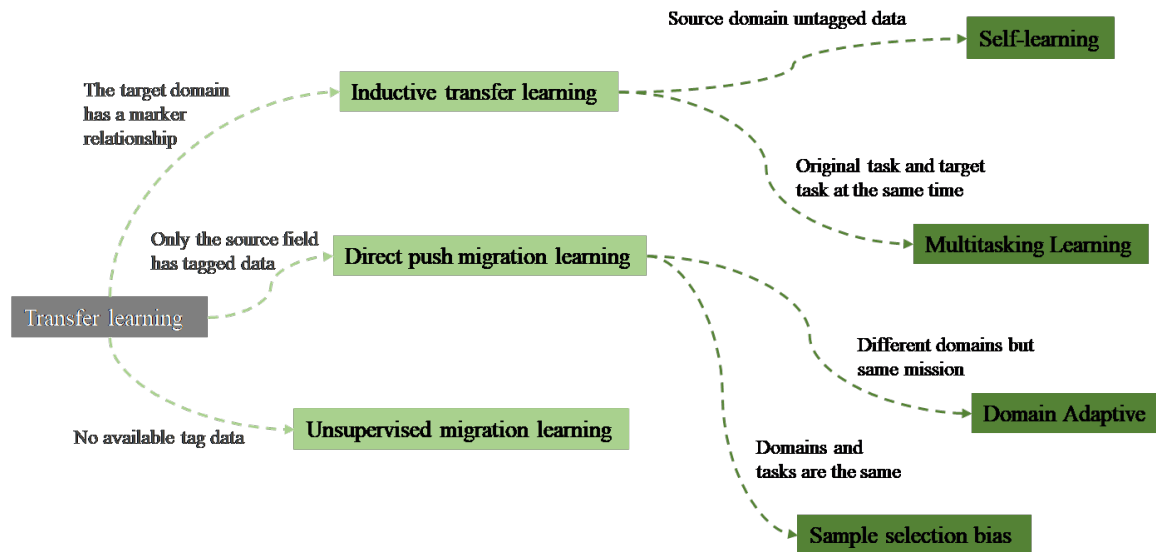 Source domain untagged data
Self-learning
The target domain
has a marker
relationship
Inductive transfer learning
Original task and target
task at the same time
Multitasking Learning
Only the source field
has tagged data
Direct push migration learning
Transfer learning
Different domains but
same mission
Domain Adaptive
No available tag data
Unsupervised migration learning
Domains and
tasks are the same
Sample selection bias